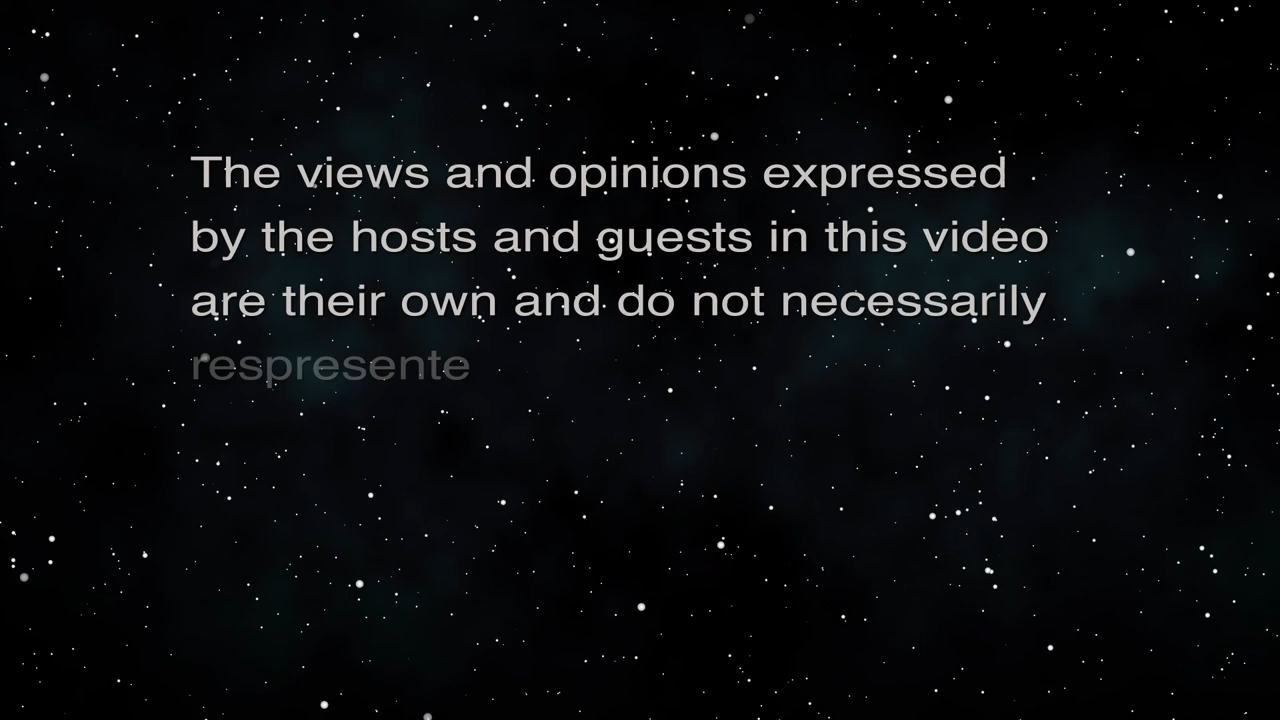 The views and opinions expressed
by the hosts and guests in this video
are their own and do not necessarily
respresente